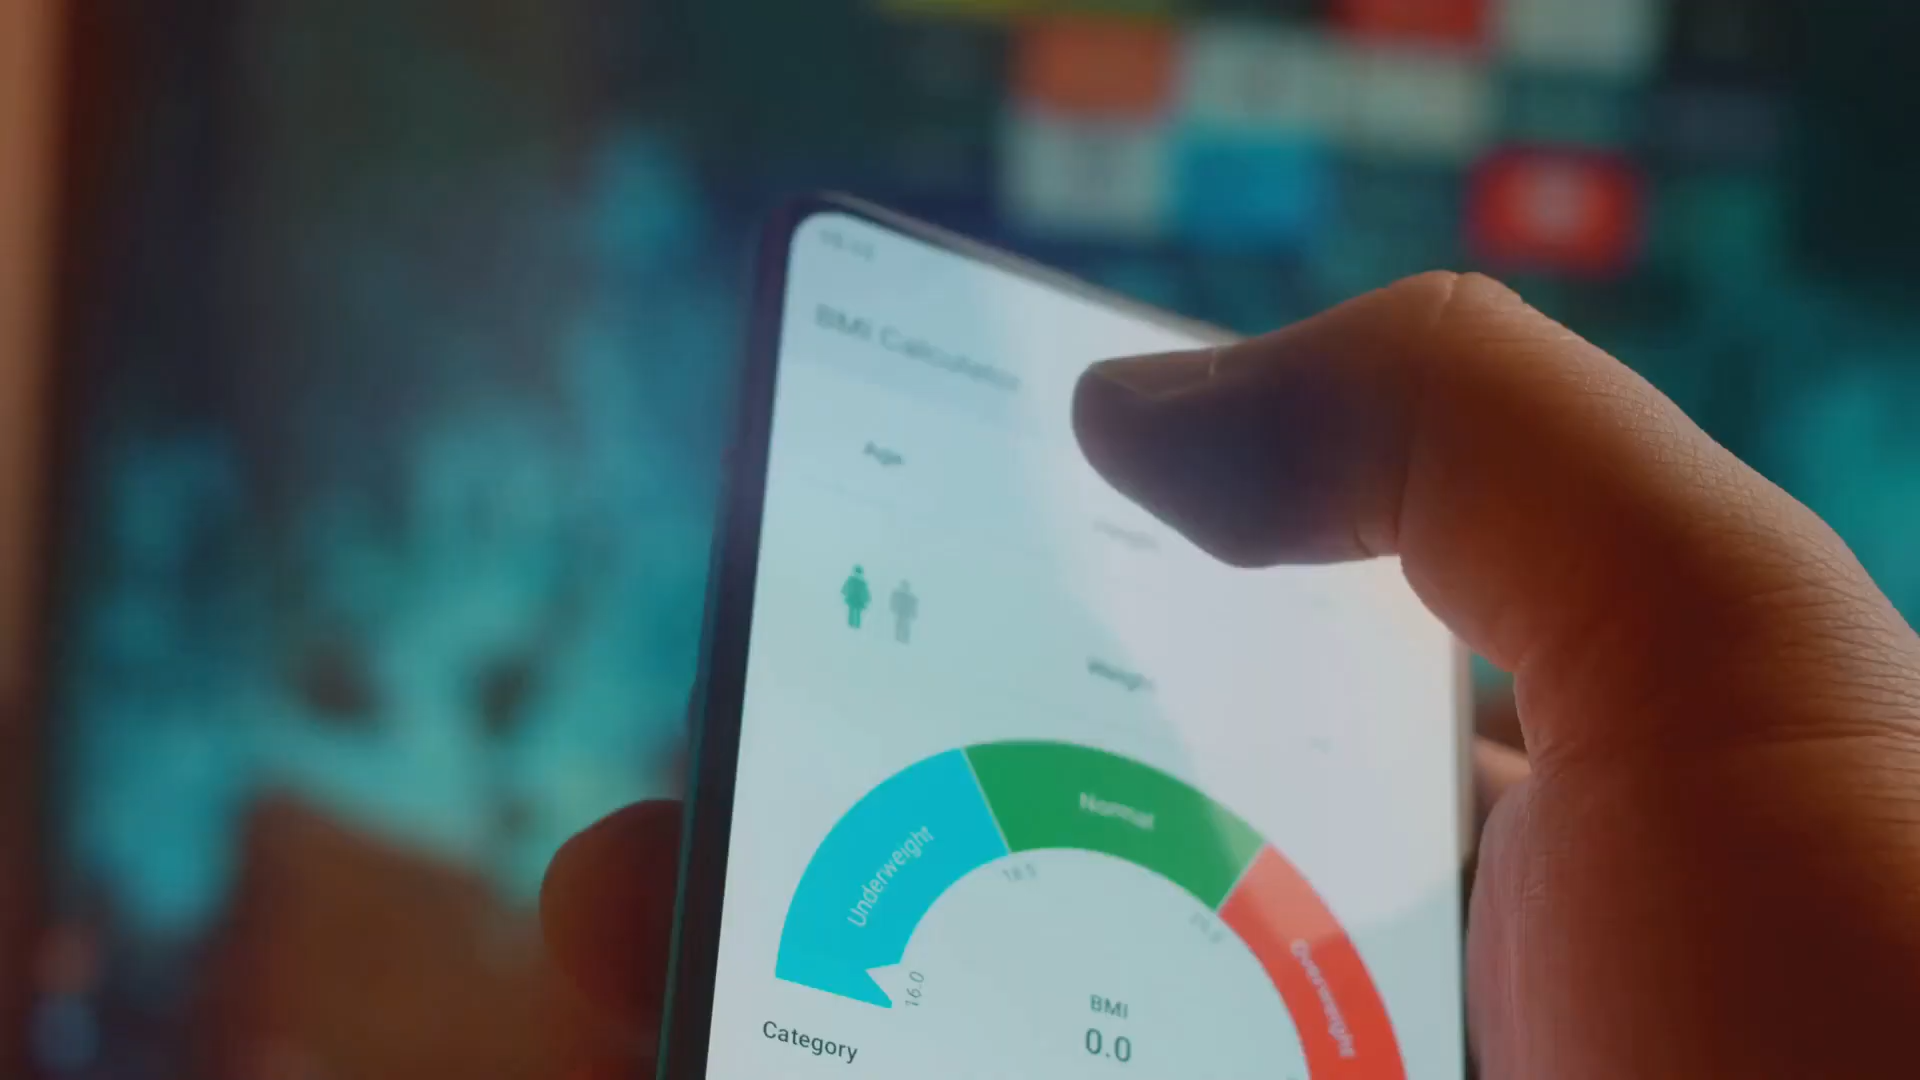 BMI Calculator
Age
Height
Weight
Underweight
Normal
Overweight
18.5
25.0
16.0
BMI
0.0
Category